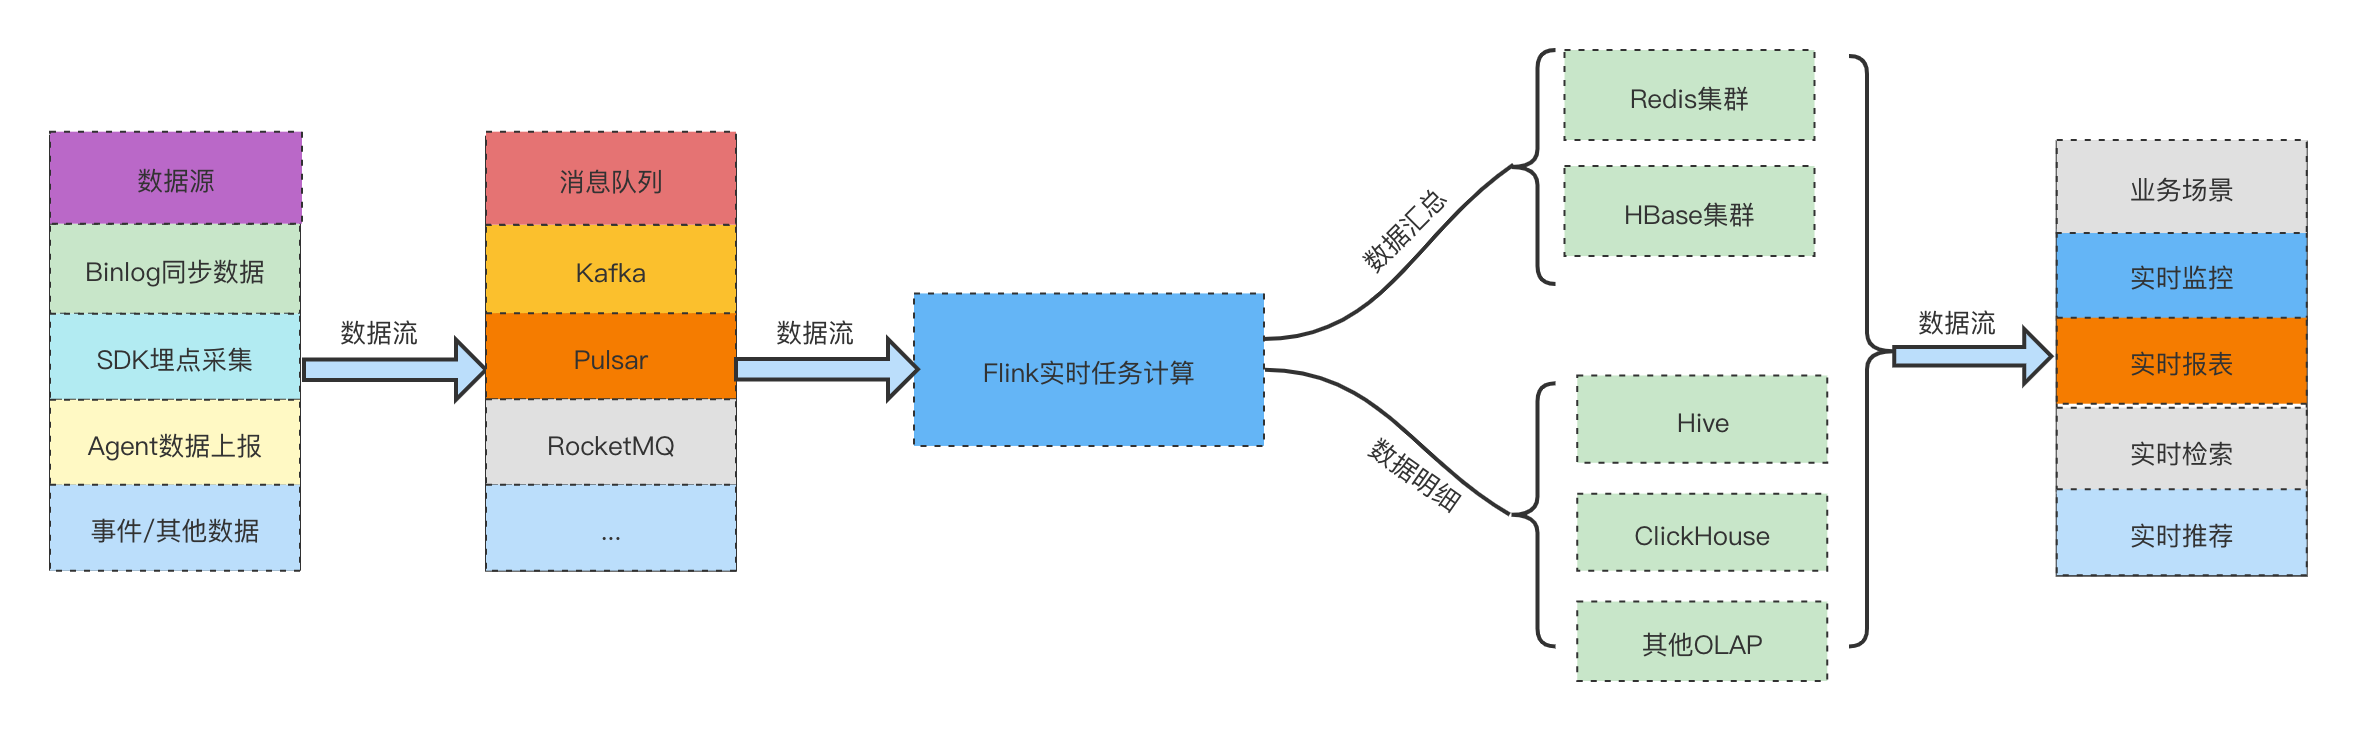 数据源
Binlog同步数据
SDK埋点采集
Agent数据上报
事件/其他数据
数据流
消息队列
Kafka
Pulsar
RocketMQ
...
数据流
Flink实时任务计算
数据汇总
数据明细
Redis集群
HBase集群
Hive
ClickHouse
其他OLAP
数据流
业务场景
实时监控
实时报表
实时检索
实时推荐